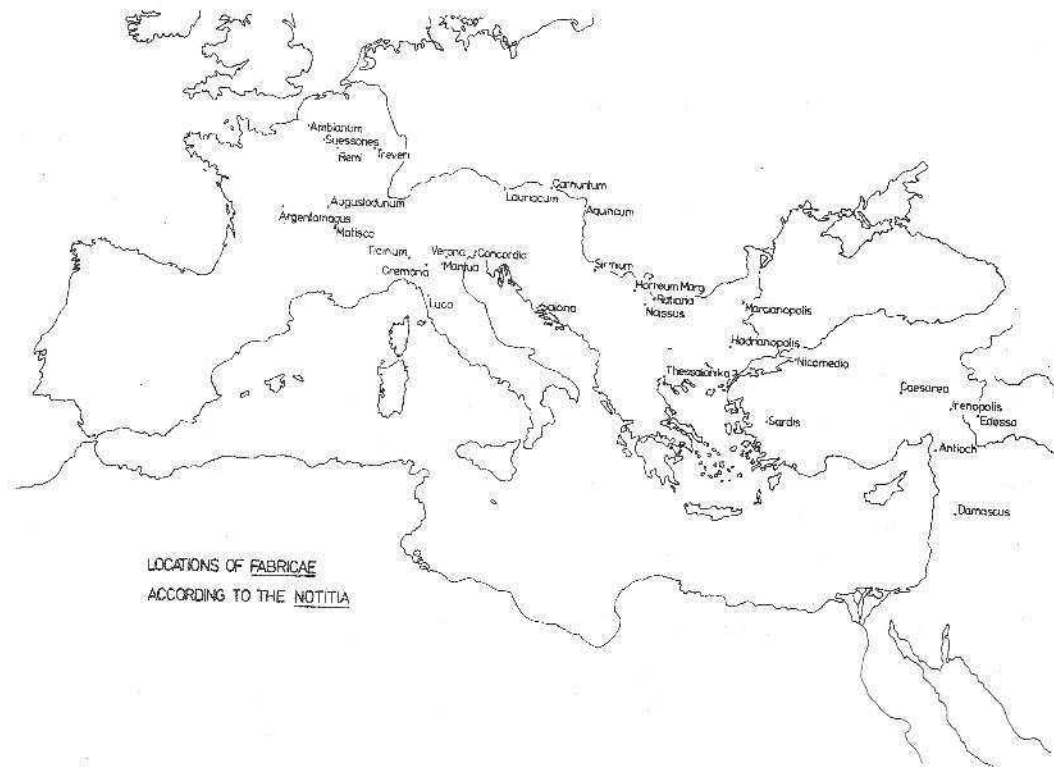 Ambianum
Suessones
Remi
Treveri
Augustodunum
Argentomagus
Matisco
Lauriacum
Carnuntum
Aquincum
Ticinum
Verona
Concordia
Cremona
Mantua
Luca
Salona
Sirmium
Horreum Marg
Ratiaria
Naissus
Marcianopolis
Hadrianopolis
Thessalonika ?
Nicomedia
Sardis
Caesarea
Irenopolis
Edessa
Antioch
Damascus
LOCATIONS OF FABRICAE
ACCORDING TO THE NOTITIA